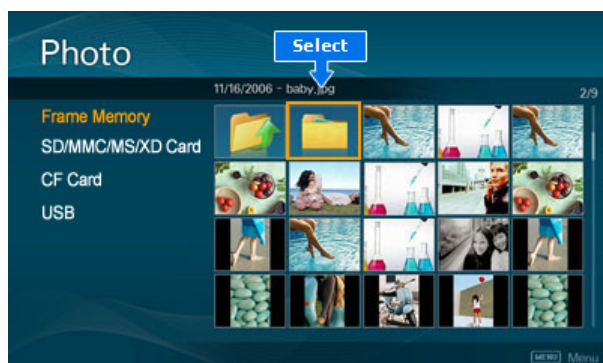 Photo
Select
11/16/2006 - baby.jpg
2/9
Frame Memory
SD/MMC/MS/XD Card
CF Card
USB
MENU Menu